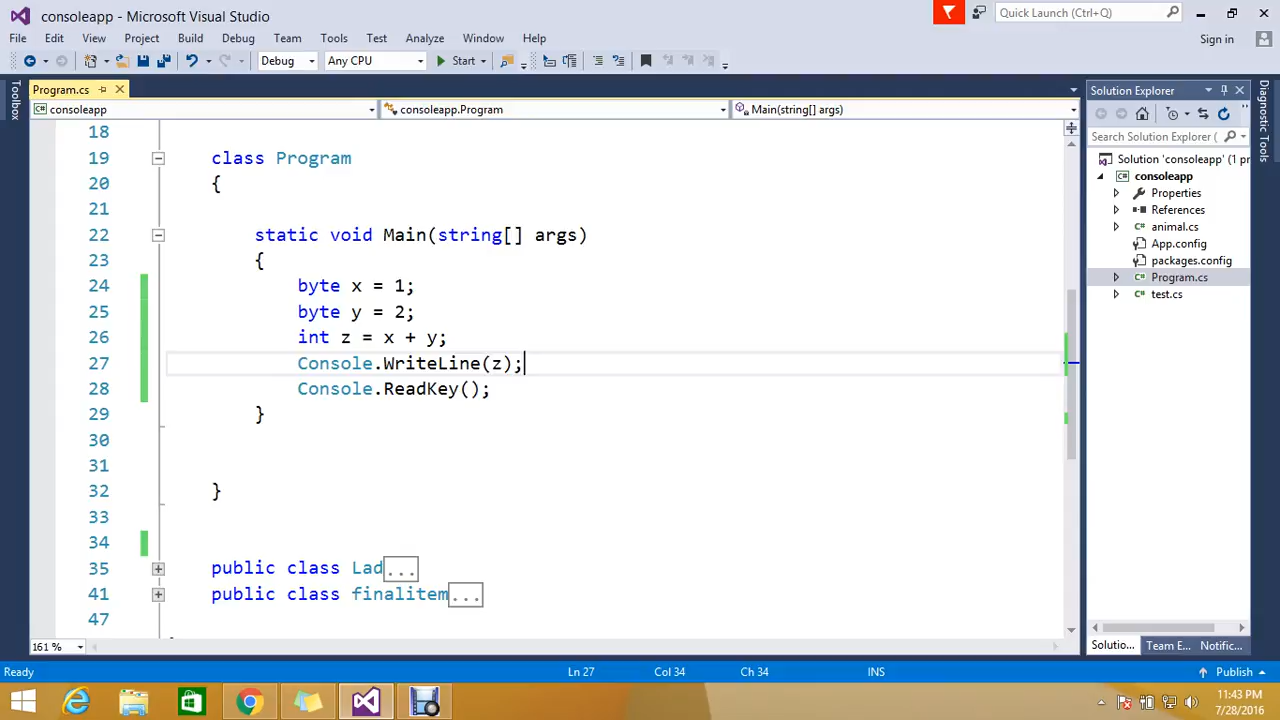 consoleapp - Microsoft Visual Studio
Quick Launch (Ctrl+Q)
File Edit View Project Build Debug Team Tools Test Analyze Window Help
Sign in
Debug Any CPU Start
Toolbox
Program.cs
consoleapp consoleapp.Program Main(string[] args)
18
19 class Program
20 {
21
22 static void Main(string[] args)
23 {
24 byte x = 1;
25 byte y = 2;
26 int z = x + y;
27 Console.WriteLine(z);
28 Console.ReadKey();
29 }
30
31
32 }
33
34
35 public class Lad...
41 public class finalitem...
47
161 %
Solution Explorer
Search Solution Explorer (
Solution 'consoleapp' (1 pr
consoleapp
Properties
References
animal.cs
App.config
packages.config
Program.cs
test.cs
Solutio... Team E... Notific...
Diagnostic Tools
Ready Ln 27 Col 34 Ch 34 INS Publish
11:43 PM
7/28/2016